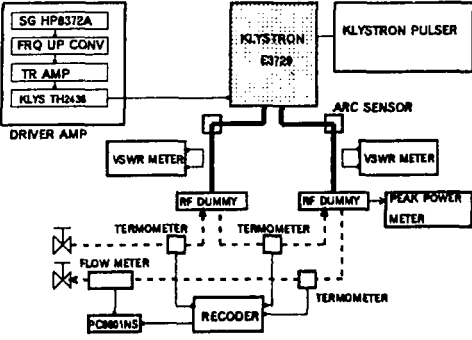 SG HP8372A
FRQ UP CONV
TR AMP
KLYS TH2436
DRIVER AMP
KLYSTRON
E3729
KLYSTRON PULSER
ARC SENSOR
VSWR METER
VSWR METER
RF DUMMY
RF DUMMY
PEAK POWER
METER
TERMOMETER
TERMOMETER
FLOW METER
TERMOMETER
RECODER
PC9801NS